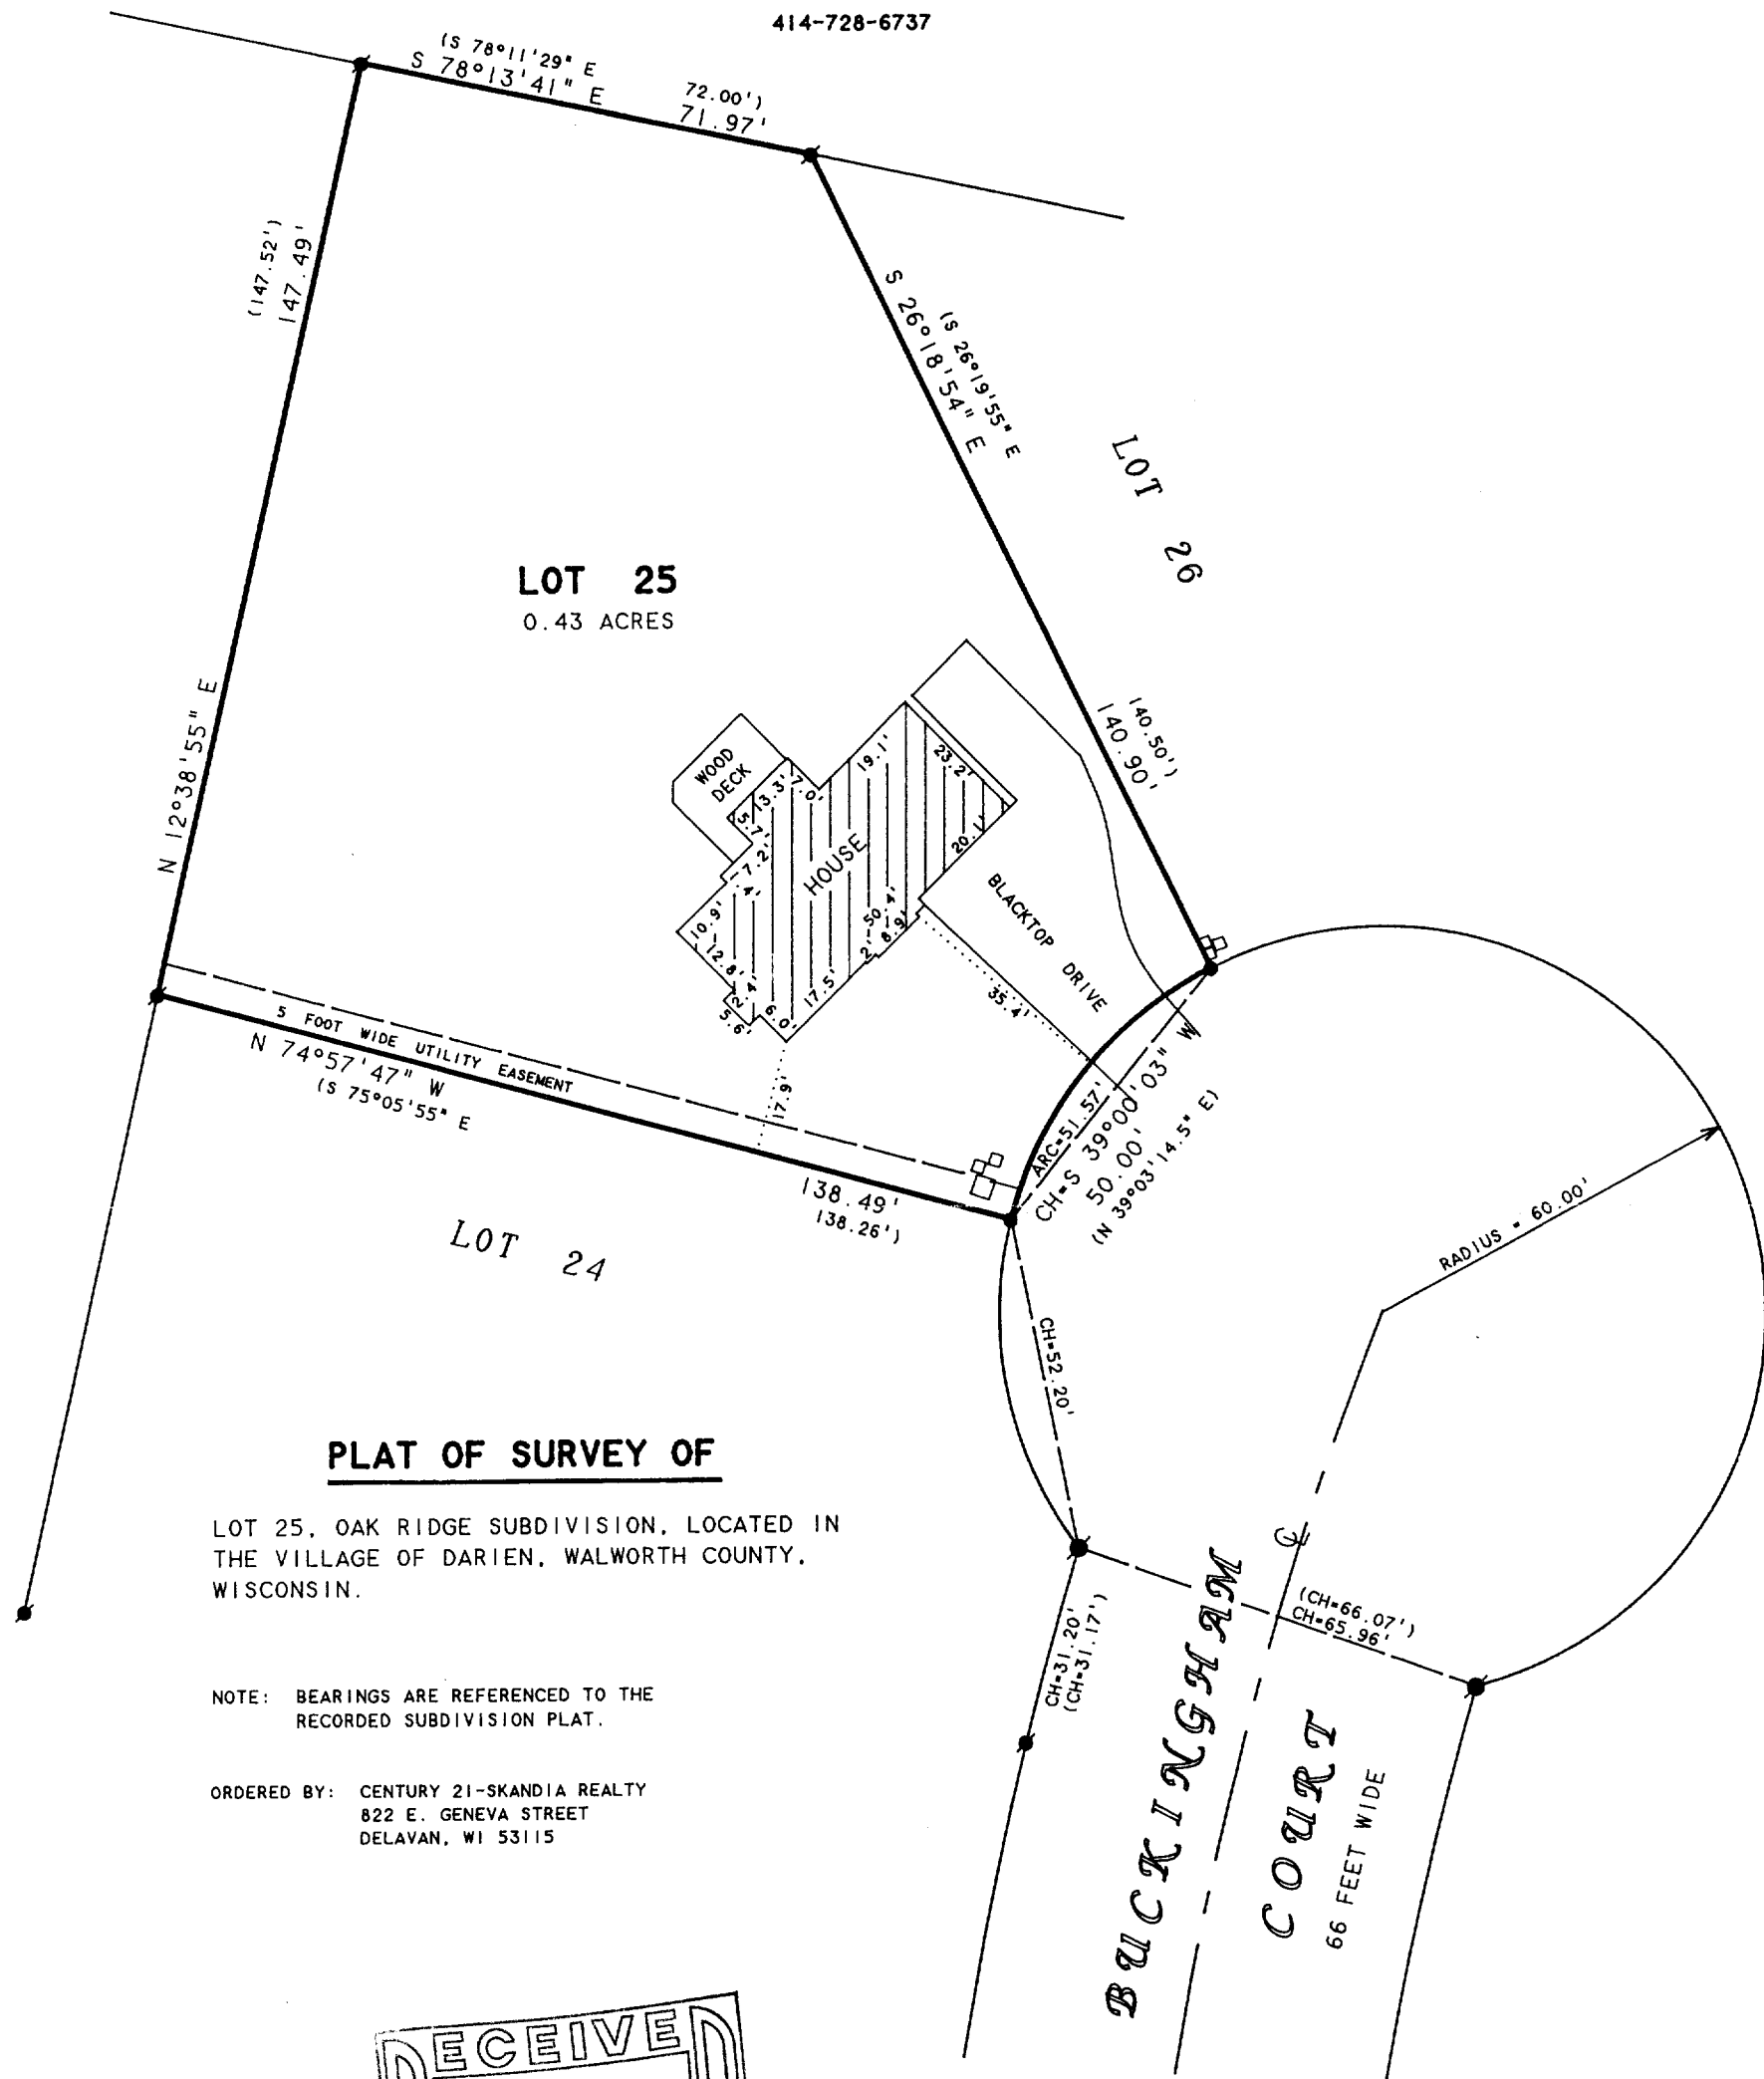 414-728-6737
(S 78°11'29" E 72.00')
S 78°13'41" E 71.97'
(147.52')
147.49'
N 12°38'55" E
S 26°18'54" E
(S 26°19'55" E
140.50')
140.90'
LOT 26
LOT 25
0.43 ACRES
WOOD
DECK
19.1'
23.2'
13.3'
7.0'
5.7'
7.2'
.4'
HOUSE
20.1'
50.4'
8.9'
.2'
10.9'
12.8'
2.4'
5.6'
6.0'
17.5'
BLACKTOP DRIVE
35.4'
17.9'
5 FOOT WIDE UTILITY EASEMENT
N 74°57'47" W
(S 75°05'55" E
138.49'
138.26')
LOT 24
ARC=51.57'
CH=S 39°00'03" W
50.00'
(N 39°03'14.5" E)
RADIUS = 60.00'
CH=52.20'
PLAT OF SURVEY OF
LOT 25, OAK RIDGE SUBDIVISION, LOCATED IN
THE VILLAGE OF DARIEN, WALWORTH COUNTY,
WISCONSIN.
(CH=66.07')
CH=65.96'
CH=31.20'
(CH=31.17')
NOTE: BEARINGS ARE REFERENCED TO THE
RECORDED SUBDIVISION PLAT.
ORDERED BY: CENTURY 21-SKANDIA REALTY
822 E. GENEVA STREET
DELAVAN, WI 53115
BUCKINGHAM
COURT
66 FEET WIDE
RECEIVED